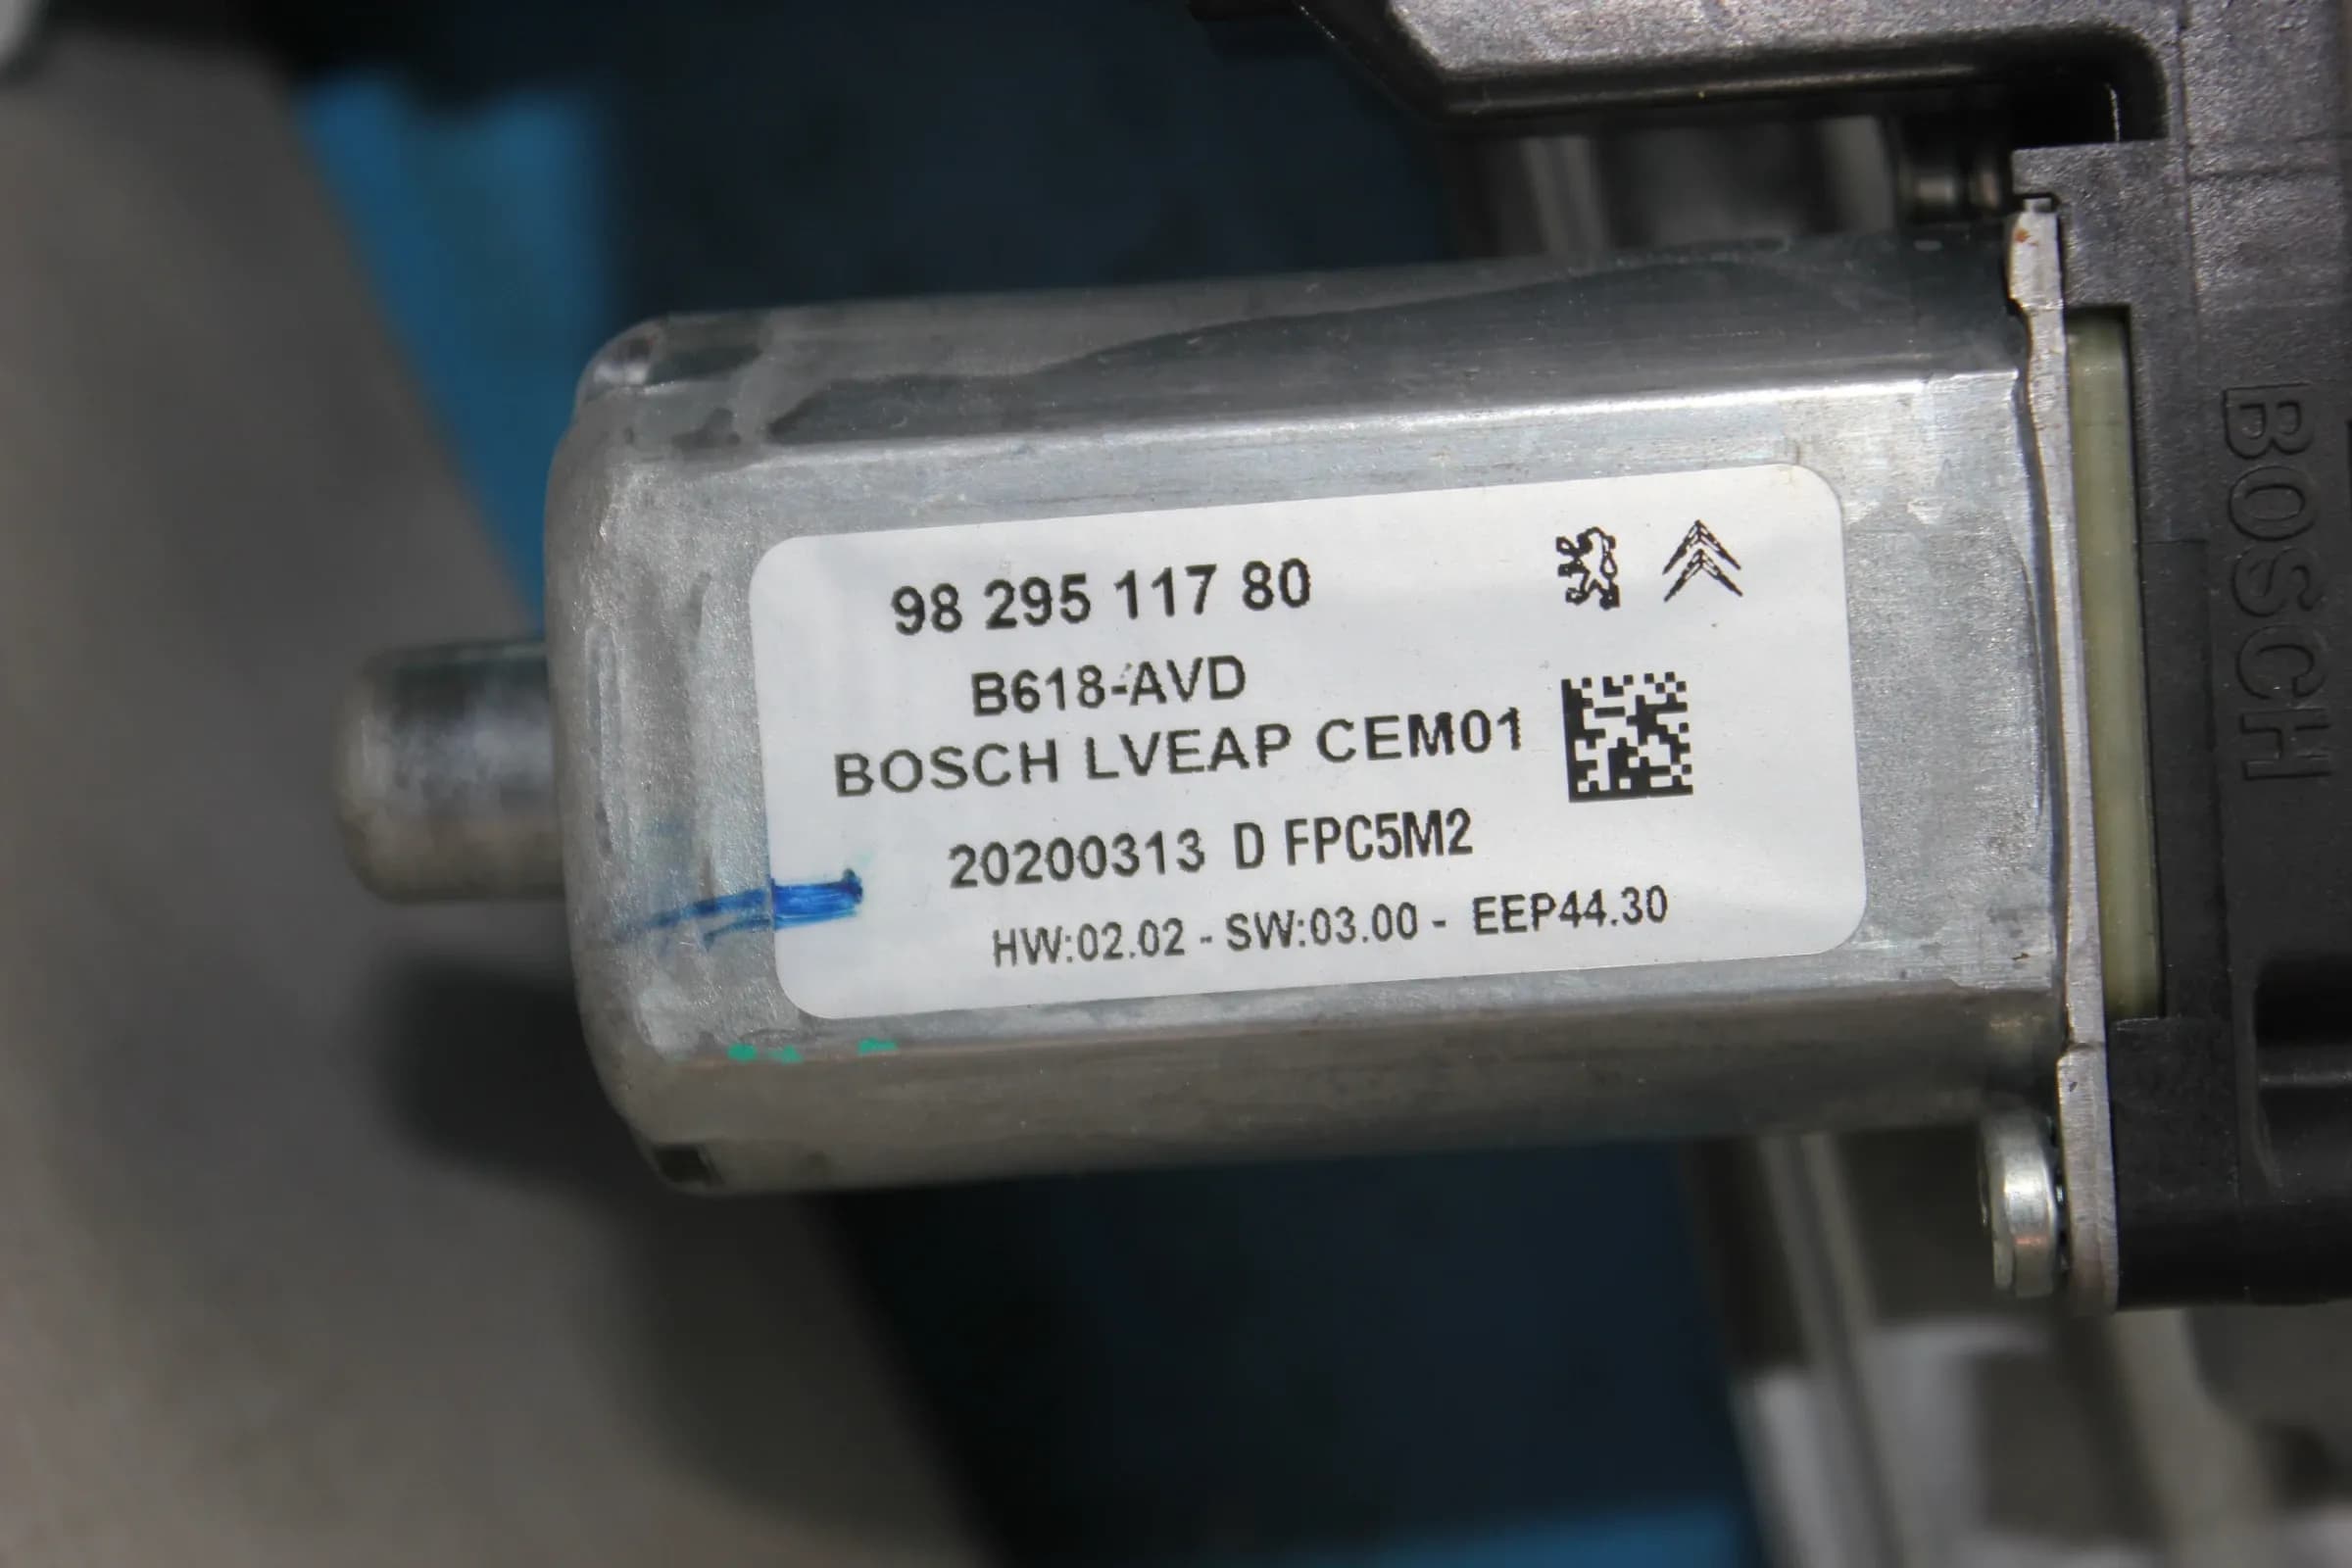 98 295 117 80
B618-AVD
BOSCH LVEAP CEM01
20200313 D FPC5M2
HW:02.02 - SW:03.00 - EEP44.30
BOSCH